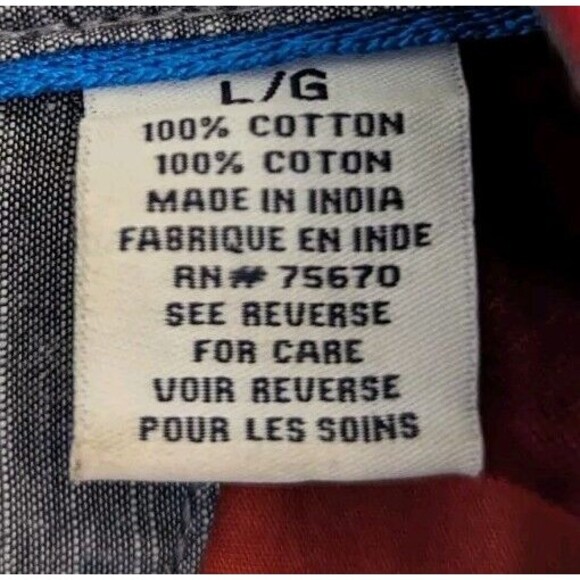 L/G
100% COTTON
100% COTON
MADE IN INDIA
FABRIQUE EN INDE
RN# 75670
SEE REVERSE
FOR CARE
VOIR REVERSE
POUR LES SOINS